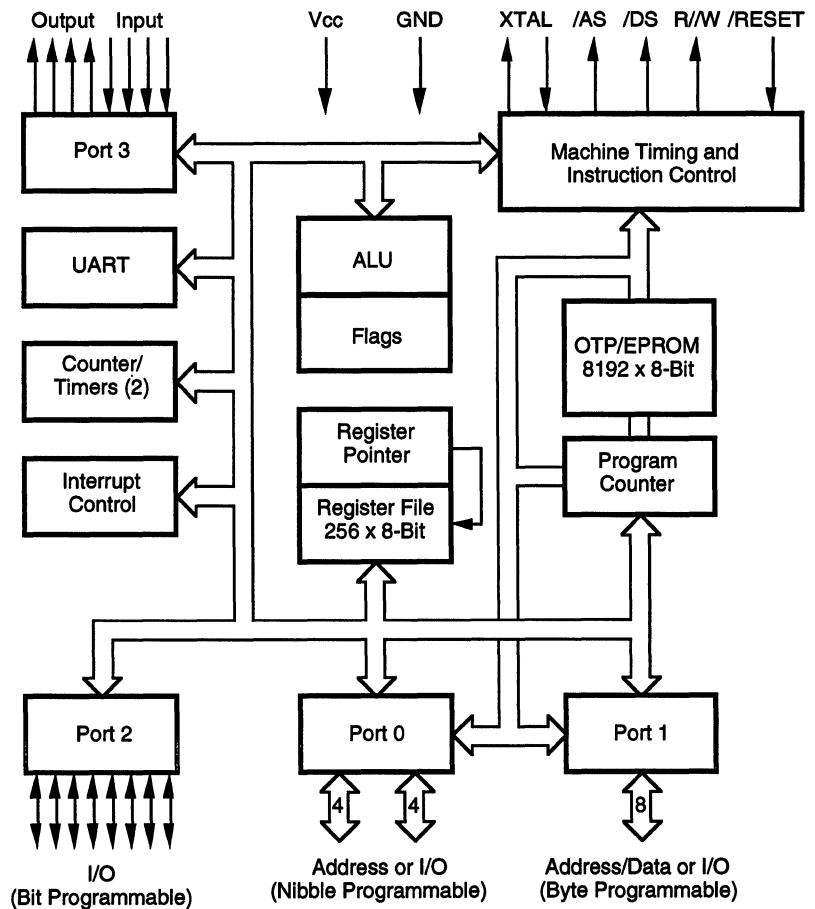 Output Input Vcc GND XTAL /AS /DS R//W /RESET
Port 3
Machine Timing and
Instruction Control
UART
ALU
Flags
OTP/EPROM
8192 x 8-Bit
Counter/
Timers (2)
Register
Pointer
Program
Counter
Interrupt
Control
Register File
256 x 8-Bit
Port 2
Port 0
Port 1
4
4
8
I/O
(Bit Programmable)
Address or I/O
(Nibble Programmable)
Address/Data or I/O
(Byte Programmable)